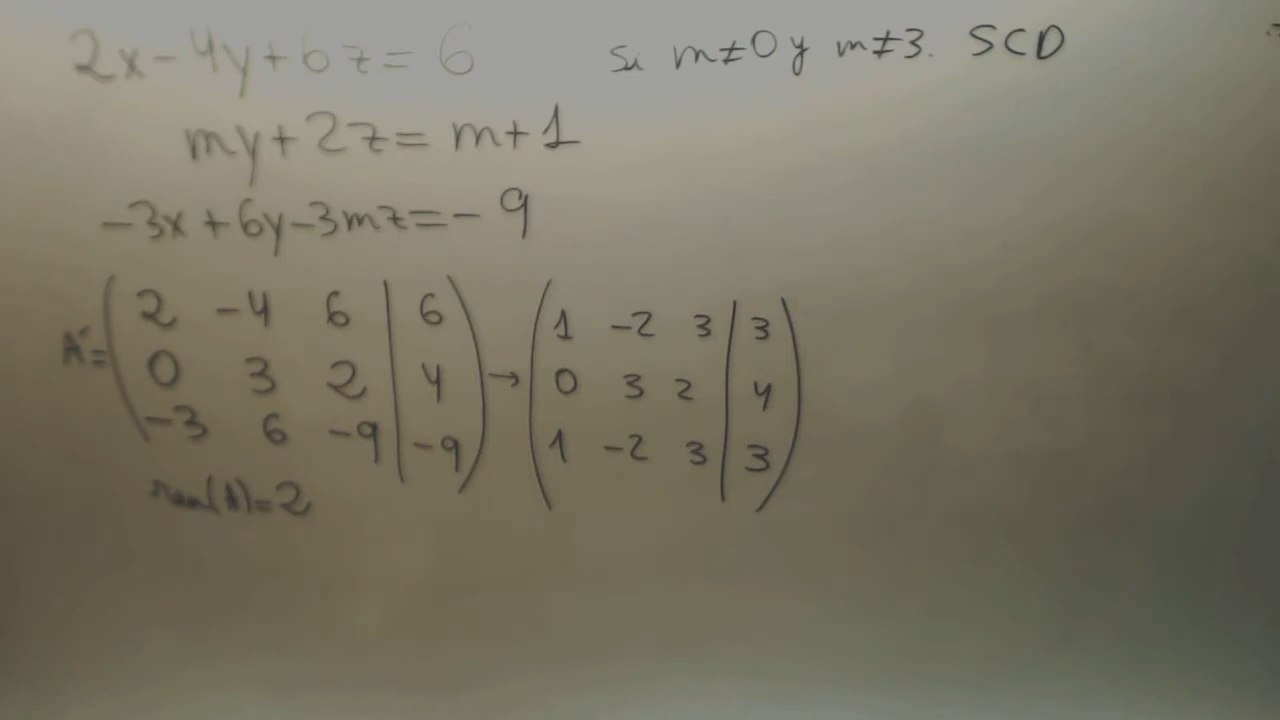 2x-4y+6z=6
Si m≠0 y m≠3. SCD
my+2z=m+1
-3x+6y-3mz=-9
A'= ( 2 -4 6 | 6 ) → ( 1 -2 3 | 3 )
( 0 3 2 | 4 ) ( 0 3 2 | 4 )
( -3 6 -9 | -9 ) ( 1 -2 3 | 3 )
ran(A)=2